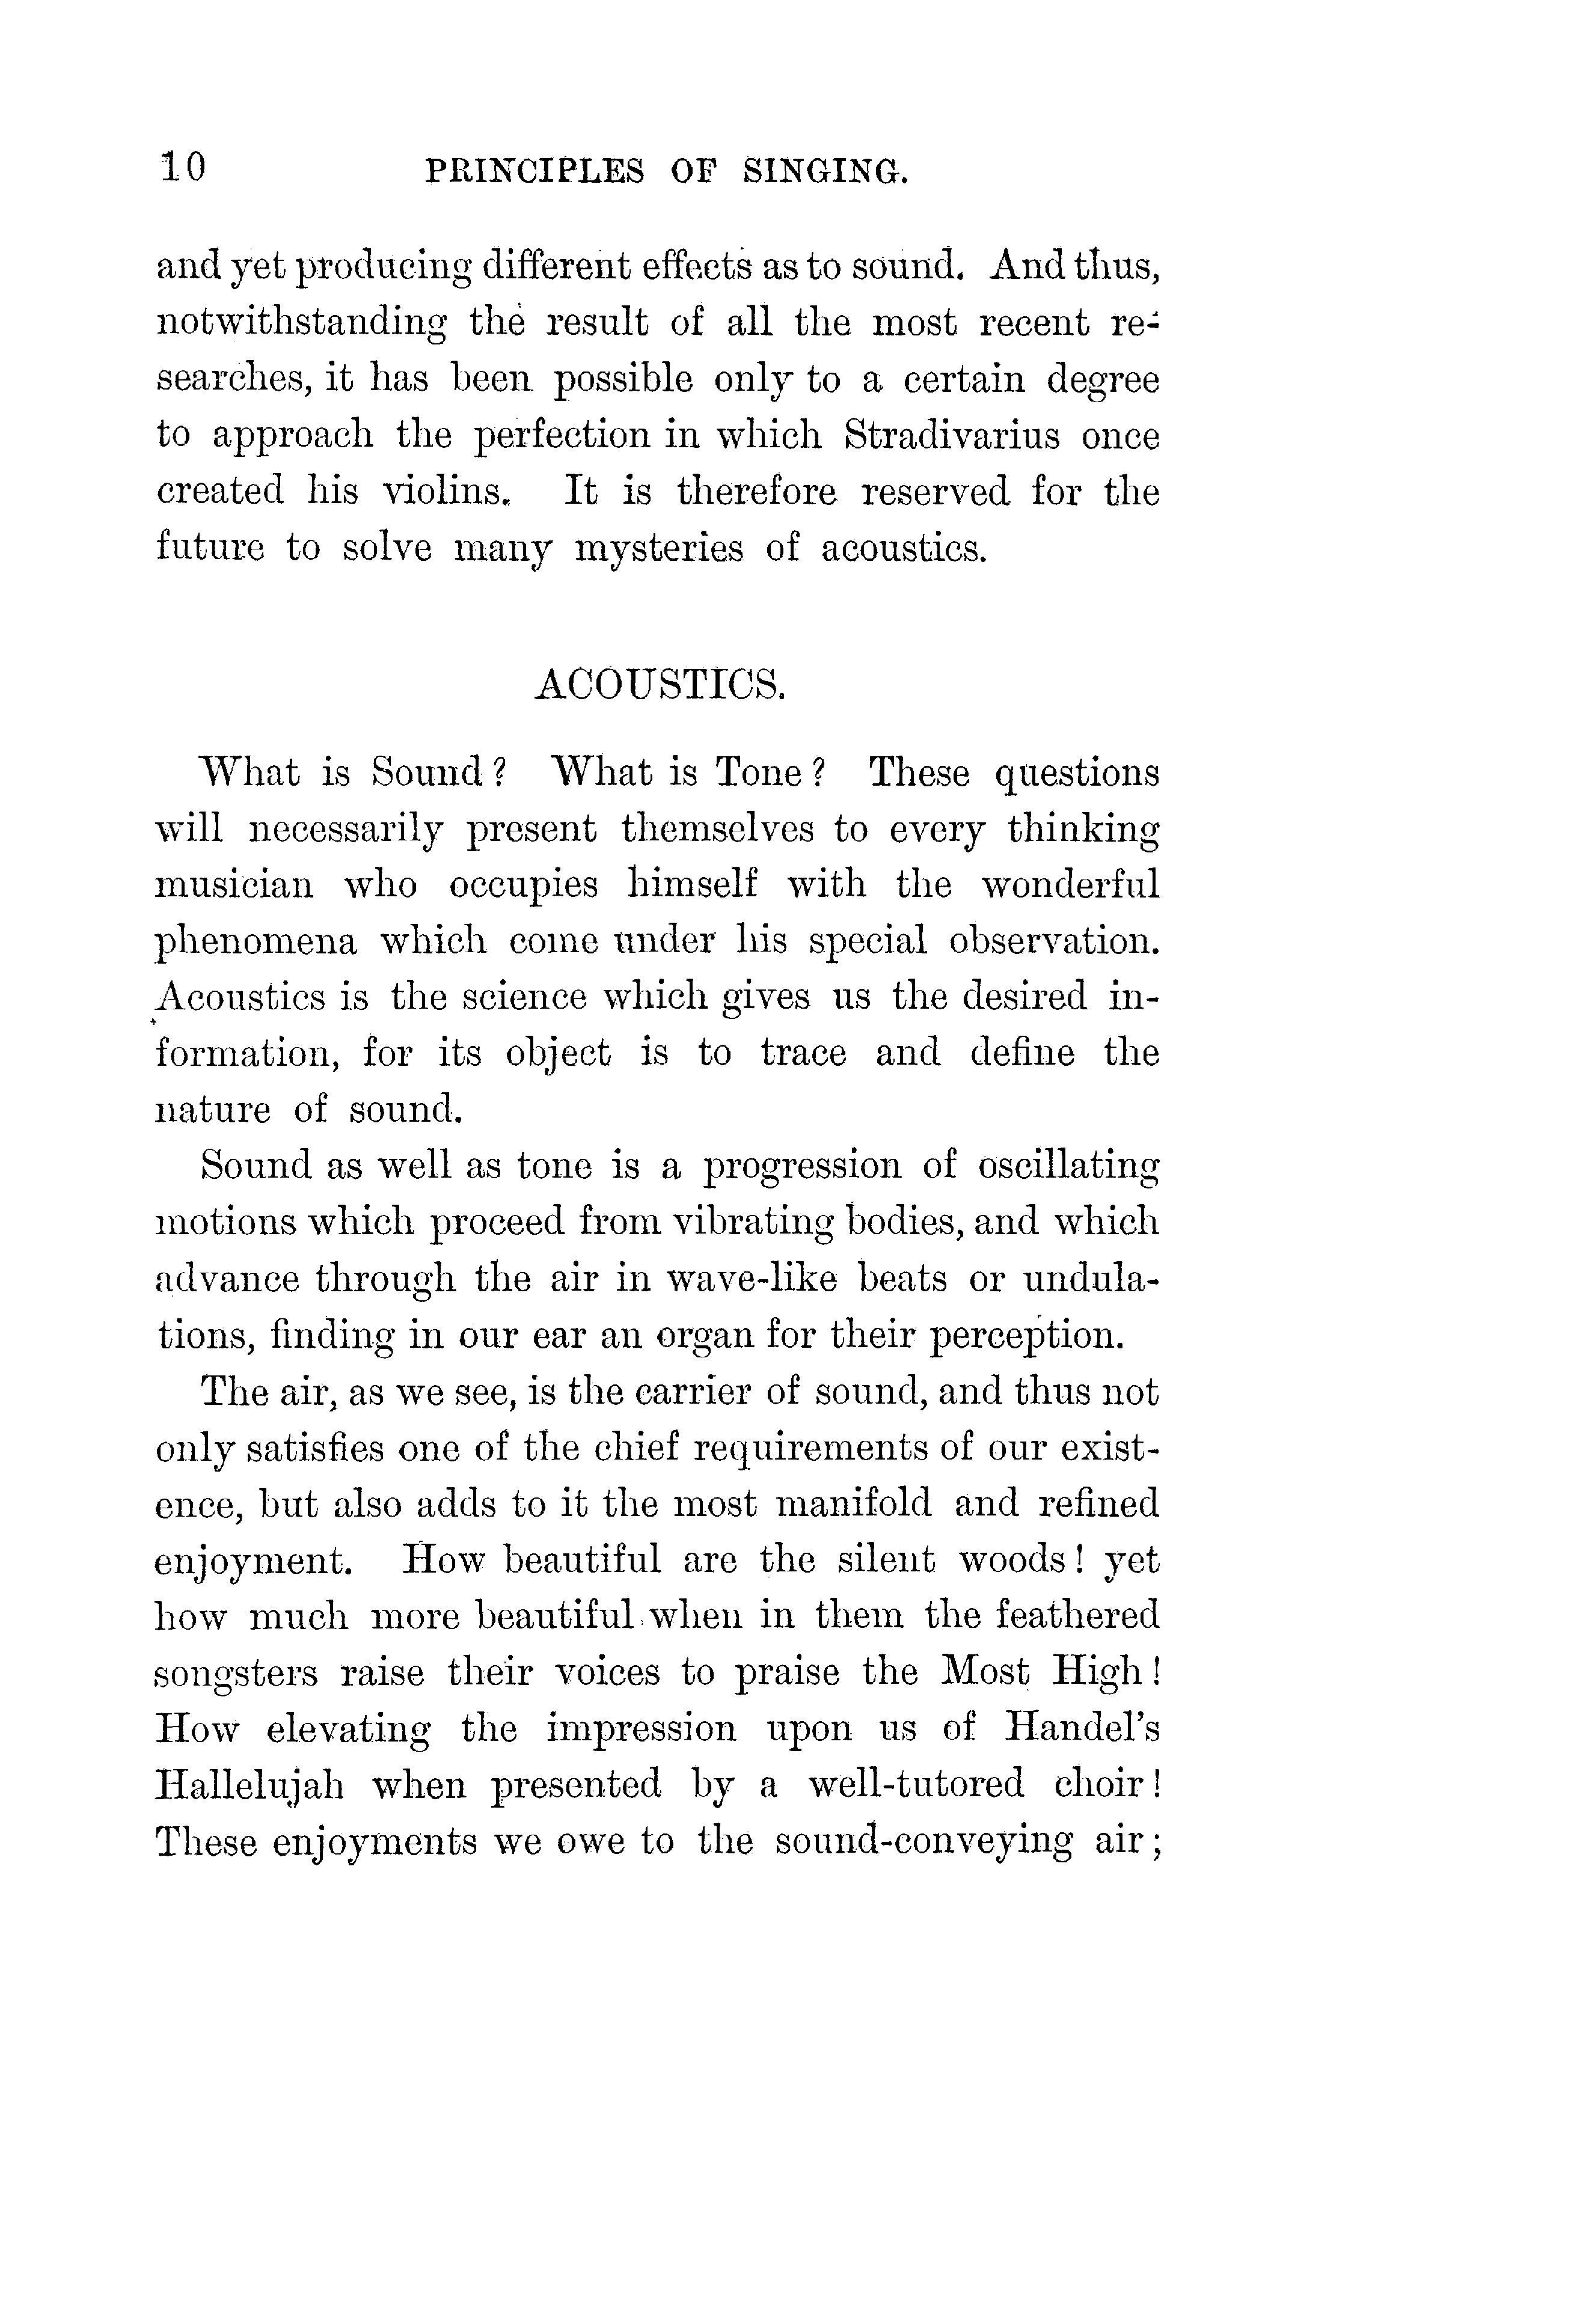 10 PRINCIPLES OF SINGING.
and yet producing different effects as to sound. And thus,
notwithstanding the result of all the most recent re-
searches, it has been possible only to a certain degree
to approach the perfection in which Stradivarius once
created his violins. It is therefore reserved for the
future to solve many mysteries of acoustics.
ACOUSTICS.
What is Sound? What is Tone? These questions
will necessarily present themselves to every thinking
musician who occupies himself with the wonderful
phenomena which come under his special observation.
Acoustics is the science which gives us the desired in-
formation, for its object is to trace and define the
nature of sound.
Sound as well as tone is a progression of oscillating
motions which proceed from vibrating bodies, and which
advance through the air in wave-like beats or undula-
tions, finding in our ear an organ for their perception.
The air, as we see, is the carrier of sound, and thus not
only satisfies one of the chief requirements of our exist-
ence, but also adds to it the most manifold and refined
enjoyment. How beautiful are the silent woods! yet
how much more beautiful when in them the feathered
songsters raise their voices to praise the Most High!
How elevating the impression upon us of Handel's
Hallelujah when presented by a well-tutored choir!
These enjoyments we owe to the sound-conveying air;